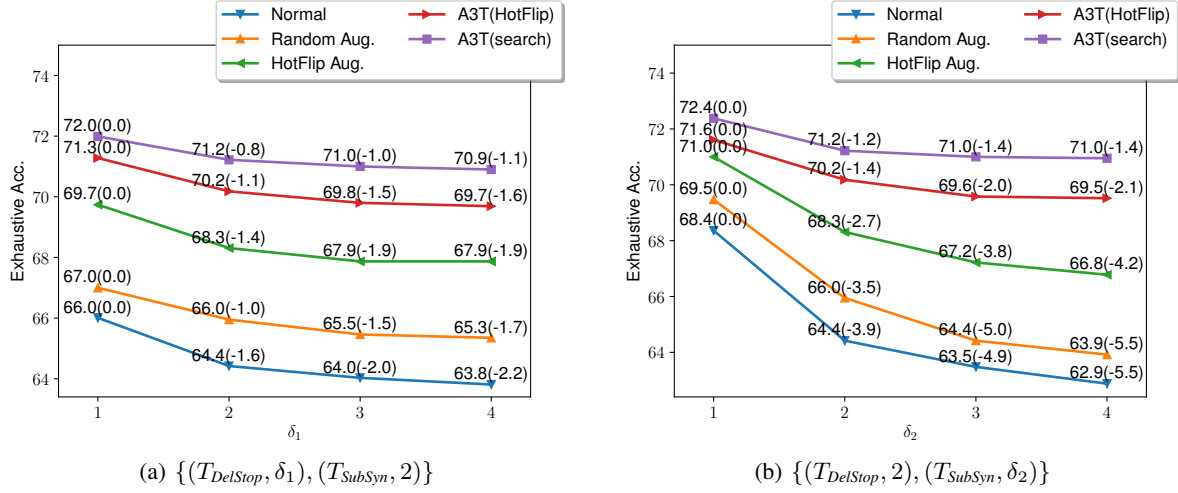 Normal
Random Aug.
HotFlip Aug.
A3T(HotFlip)
A3T(search)
Exhaustive Acc.
74
72
70
68
66
64
72.0(0.0)
71.2(-0.8)
71.0(-1.0)
70.9(-1.1)
71.3(0.0)
70.2(-1.1)
69.8(-1.5)
69.7(-1.6)
69.7(0.0)
68.3(-1.4)
67.9(-1.9)
67.9(-1.9)
67.0(0.0)
66.0(-1.0)
65.5(-1.5)
65.3(-1.7)
66.0(0.0)
64.4(-1.6)
64.0(-2.0)
63.8(-2.2)
1 2 3 4
δ₁
(a) {(T_DelStop, δ₁), (T_SubSyn, 2)}
Normal
Random Aug.
HotFlip Aug.
A3T(HotFlip)
A3T(search)
Exhaustive Acc.
74
72
70
68
66
64
72.4(0.0)
71.2(-1.2)
71.0(-1.4)
71.0(-1.4)
71.6(0.0)
70.2(-1.4)
69.6(-2.0)
69.5(-2.1)
71.0(0.0)
68.3(-2.7)
67.2(-3.8)
66.8(-4.2)
69.5(0.0)
66.0(-3.5)
64.4(-5.0)
63.9(-5.5)
68.4(0.0)
64.4(-3.9)
63.5(-4.9)
62.9(-5.5)
1 2 3 4
δ₂
(b) {(T_DelStop, 2), (T_SubSyn, δ₂)}